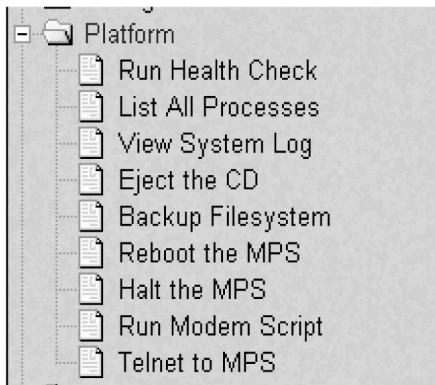 Platform
Run Health Check
List All Processes
View System Log
Eject the CD
Backup Filesystem
Reboot the MPS
Halt the MPS
Run Modem Script
Telnet to MPS